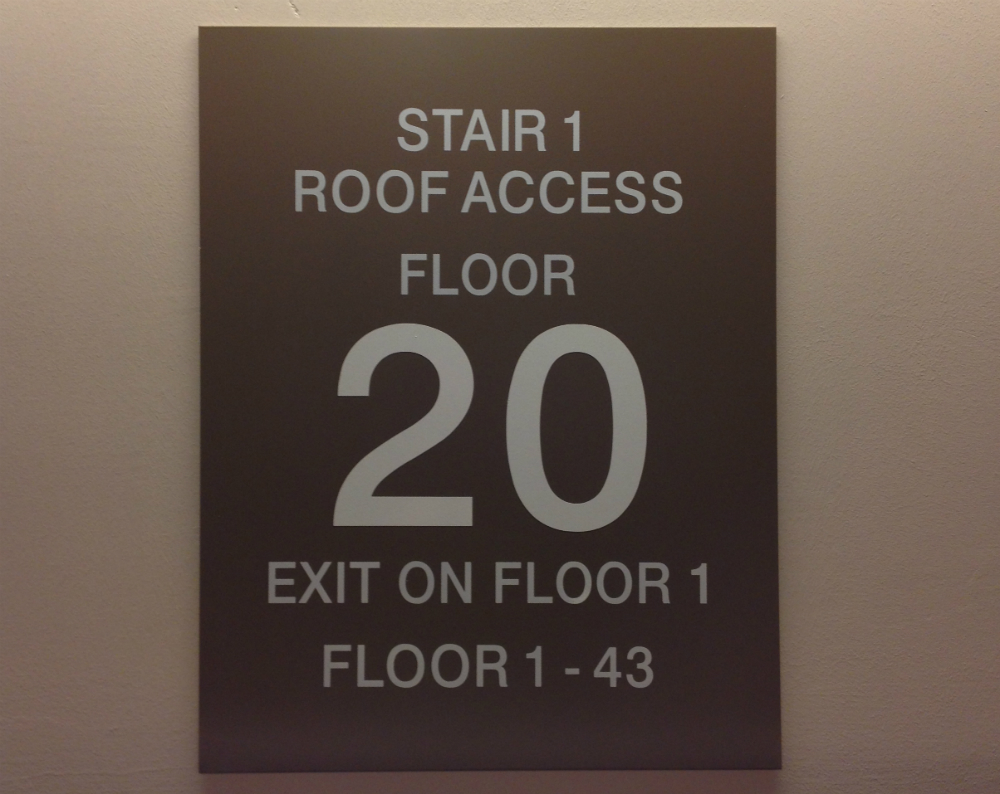 STAIR 1
ROOF ACCESS
FLOOR
20
EXIT ON FLOOR 1
FLOOR 1 - 43